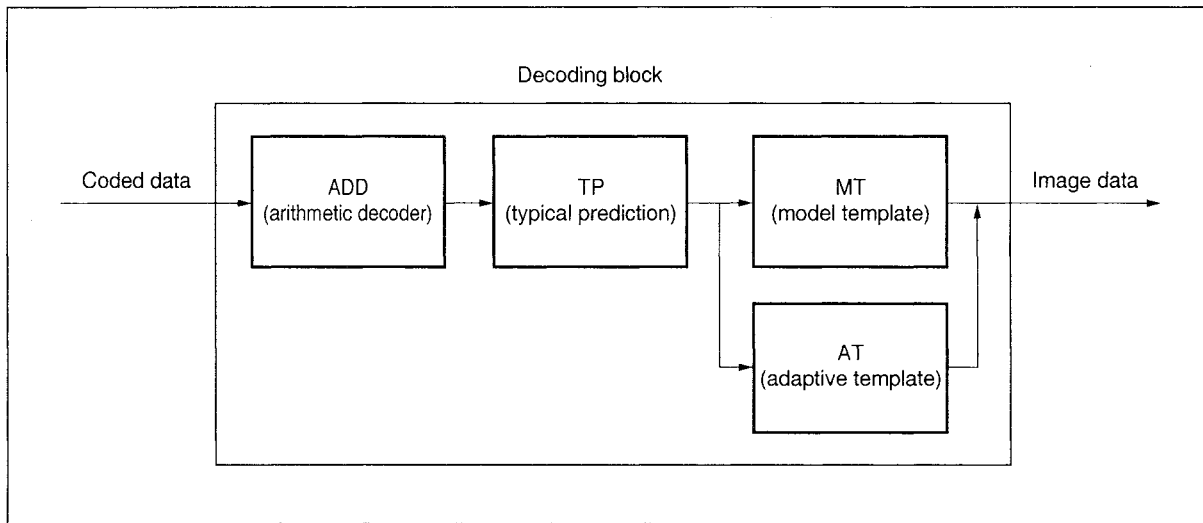 Decoding block
Coded data
ADD
(arithmetic decoder)
TP
(typical prediction)
MT
(model template)
Image data
AT
(adaptive template)